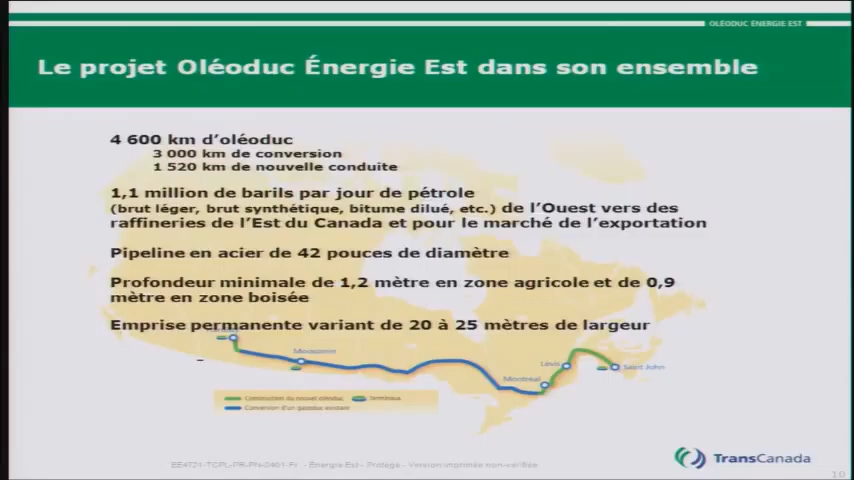 OLÉODUC ÉNERGIE EST
Le projet Oléoduc Énergie Est dans son ensemble
4 600 km d'oléoduc
3 000 km de conversion
1 520 km de nouvelle conduite
1,1 million de barils par jour de pétrole
(brut léger, brut synthétique, bitume dilué, etc.) de l'Ouest vers des
raffineries de l'Est du Canada et pour le marché de l'exportation
Pipeline en acier de 42 pouces de diamètre
Profondeur minimale de 1,2 mètre en zone agricole et de 0,9
mètre en zone boisée
Emprise permanente variant de 20 à 25 mètres de largeur
Moosomin
Lévis
Saint John
Montréal
Construction du nouvel oléoduc
Terminaux
Conversion d'un gazoduc existant
TransCanada
- Énergie Est - Protégé - Version imprimée non-vérifiée
10